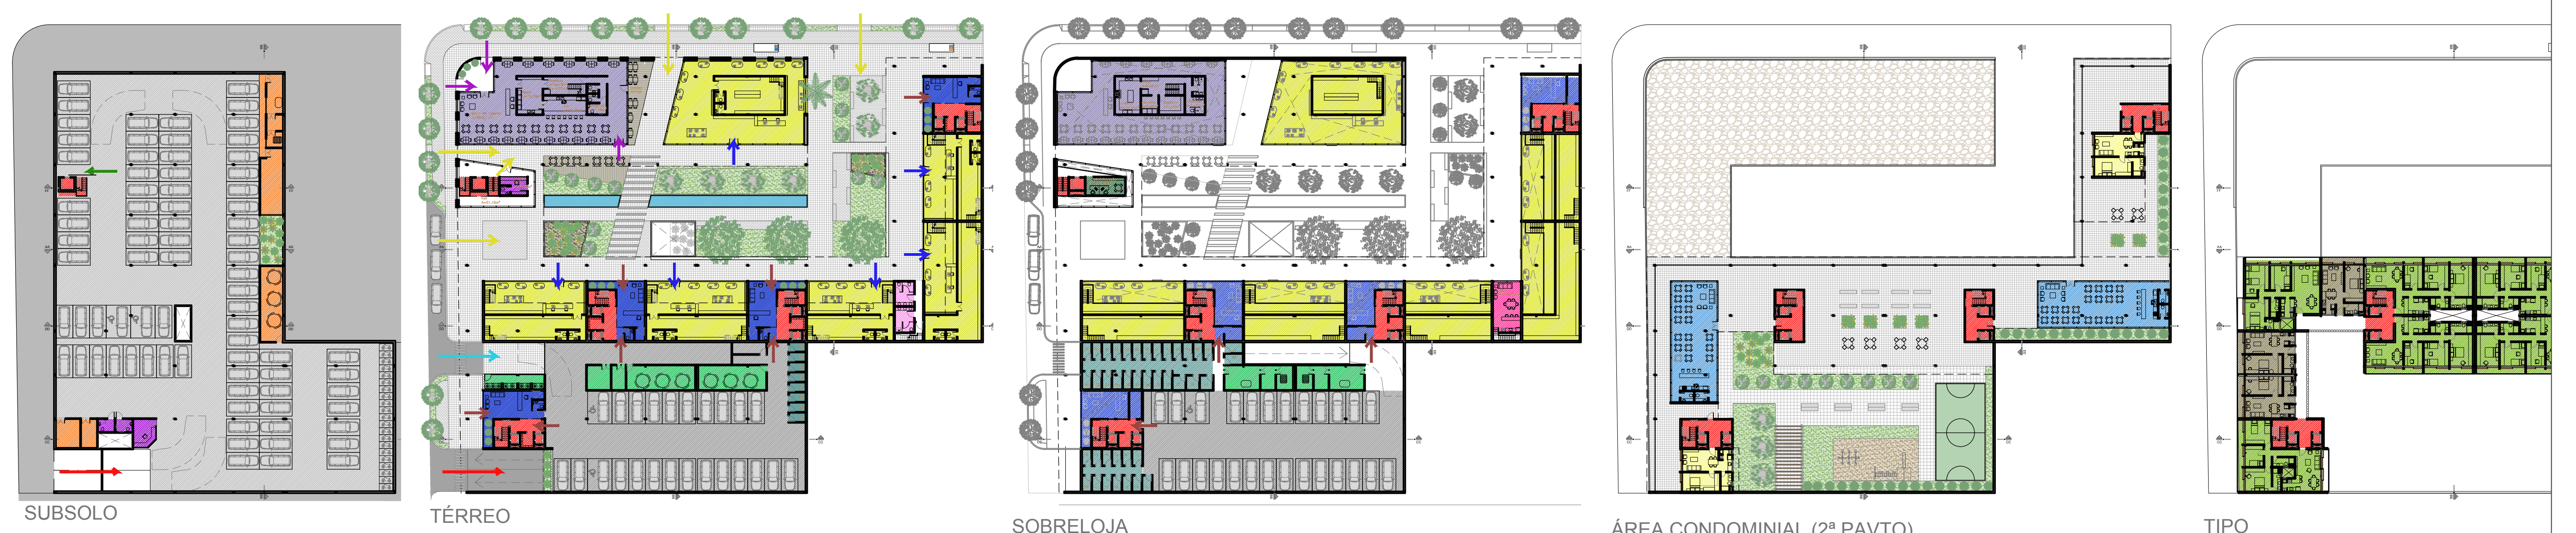 SUBSOLO
TÉRREO
SOBRELOJA
ÁREA CONDOMINIAL (2ª PAVTO)
TIPO